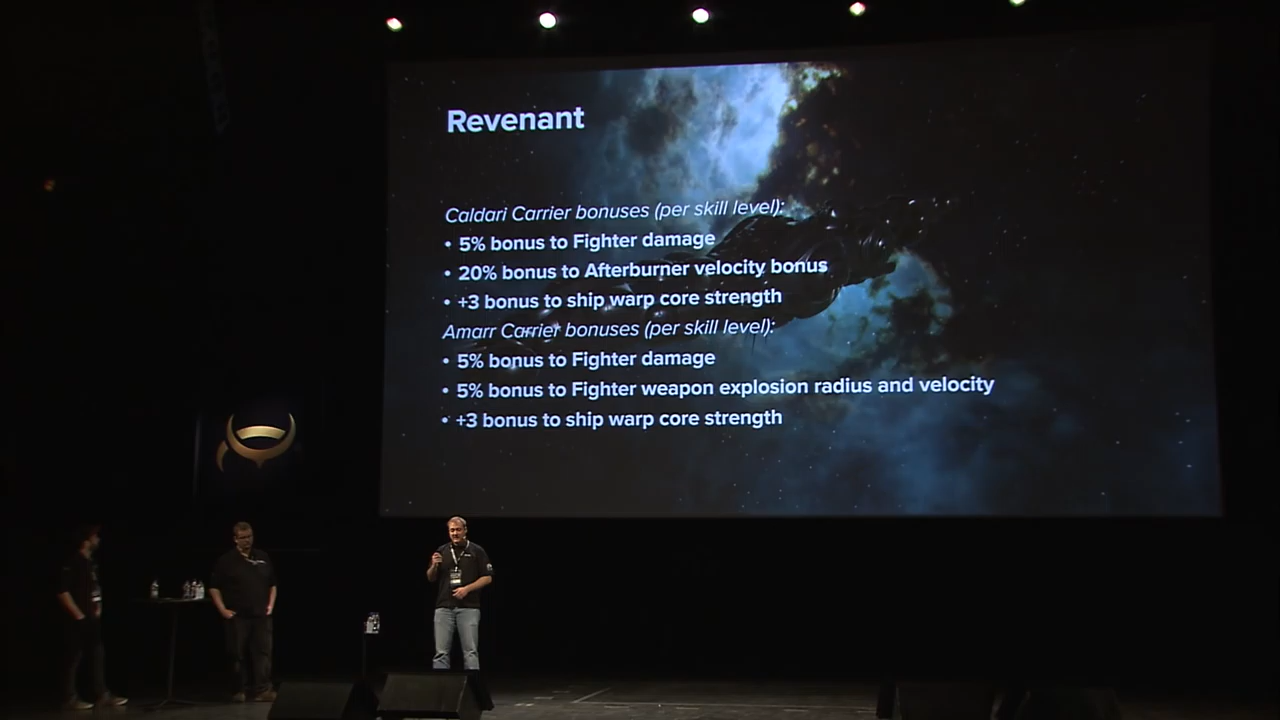 Revenant
Caldari Carrier bonuses (per skill level):
• 5% bonus to Fighter damage
• 20% bonus to Afterburner velocity bonus
• +3 bonus to ship warp core strength
Amarr Carrier bonuses (per skill level):
• 5% bonus to Fighter damage
• 5% bonus to Fighter weapon explosion radius and velocity
• +3 bonus to ship warp core strength